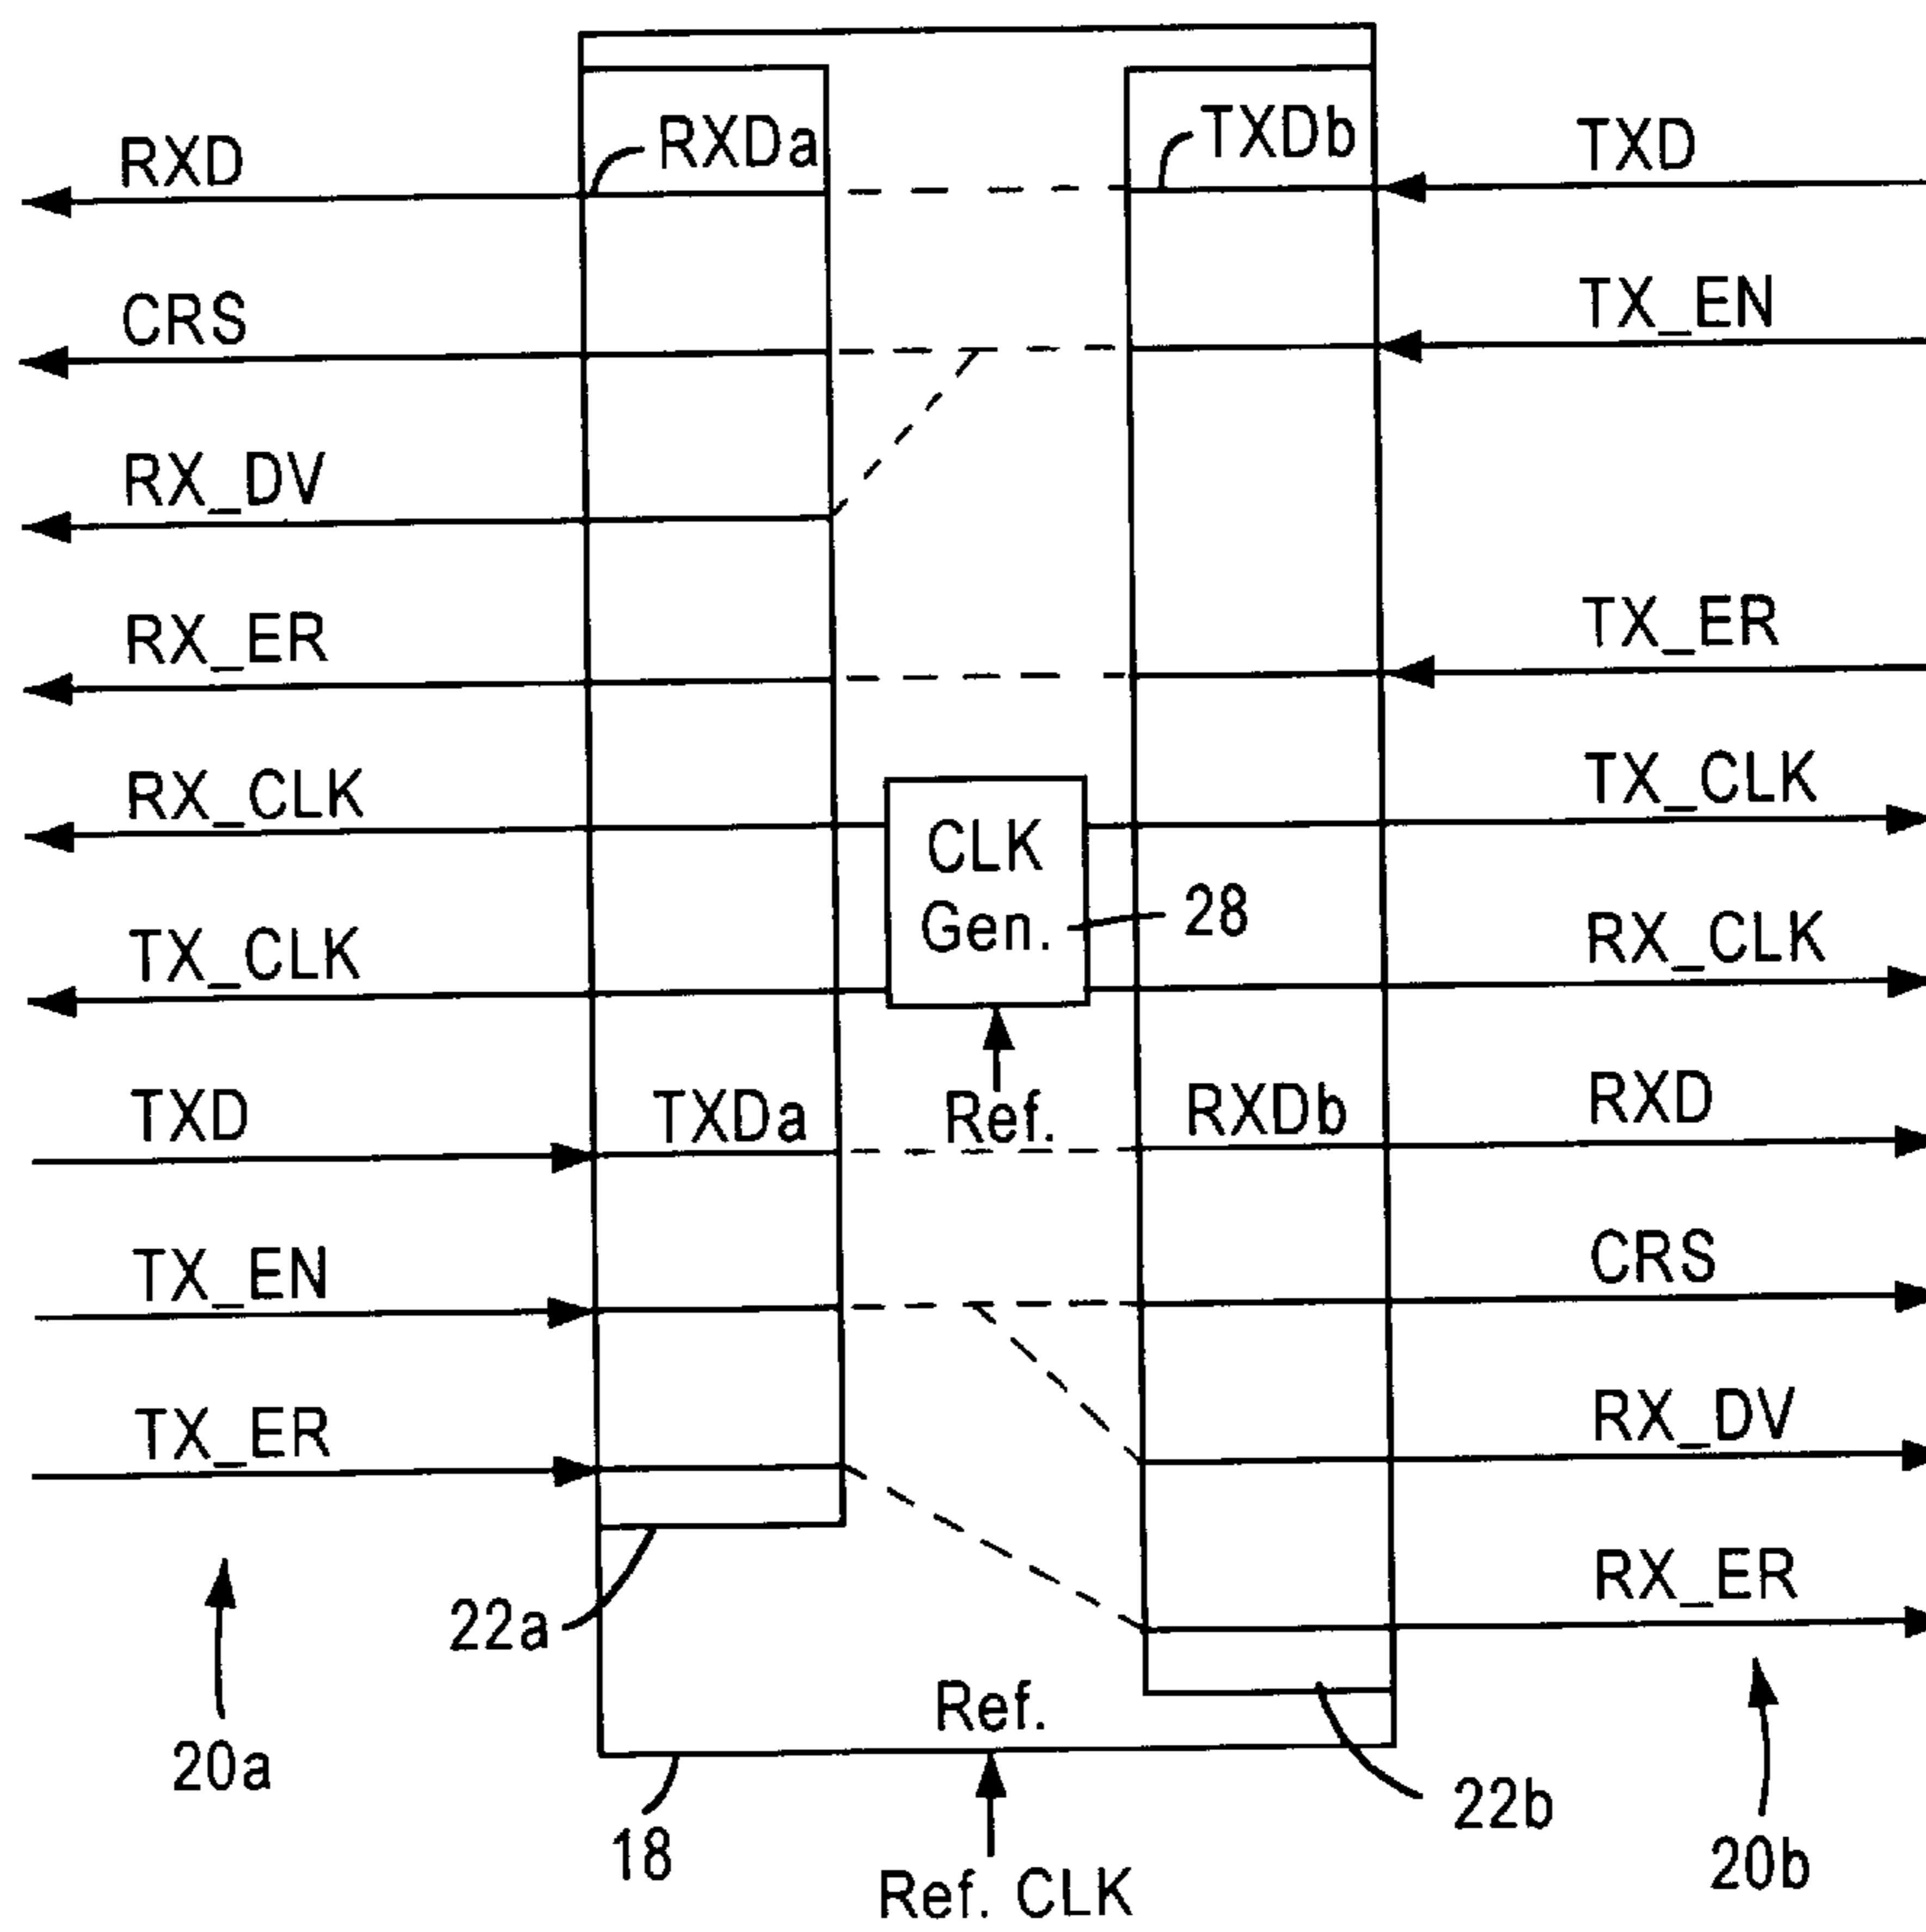 RXD
RXDa
TXDb
TXD
CRS
TX_EN
RX_DV
RX_ER
TX_ER
RX_CLK
TX_CLK
CLK
Gen.
28
TX_CLK
RX_CLK
TXD
TXDa
Ref.
RXDb
RXD
TX_EN
CRS
TX_ER
RX_DV
22a
RX_ER
20a
Ref.
18
22b
20b
Ref. CLK